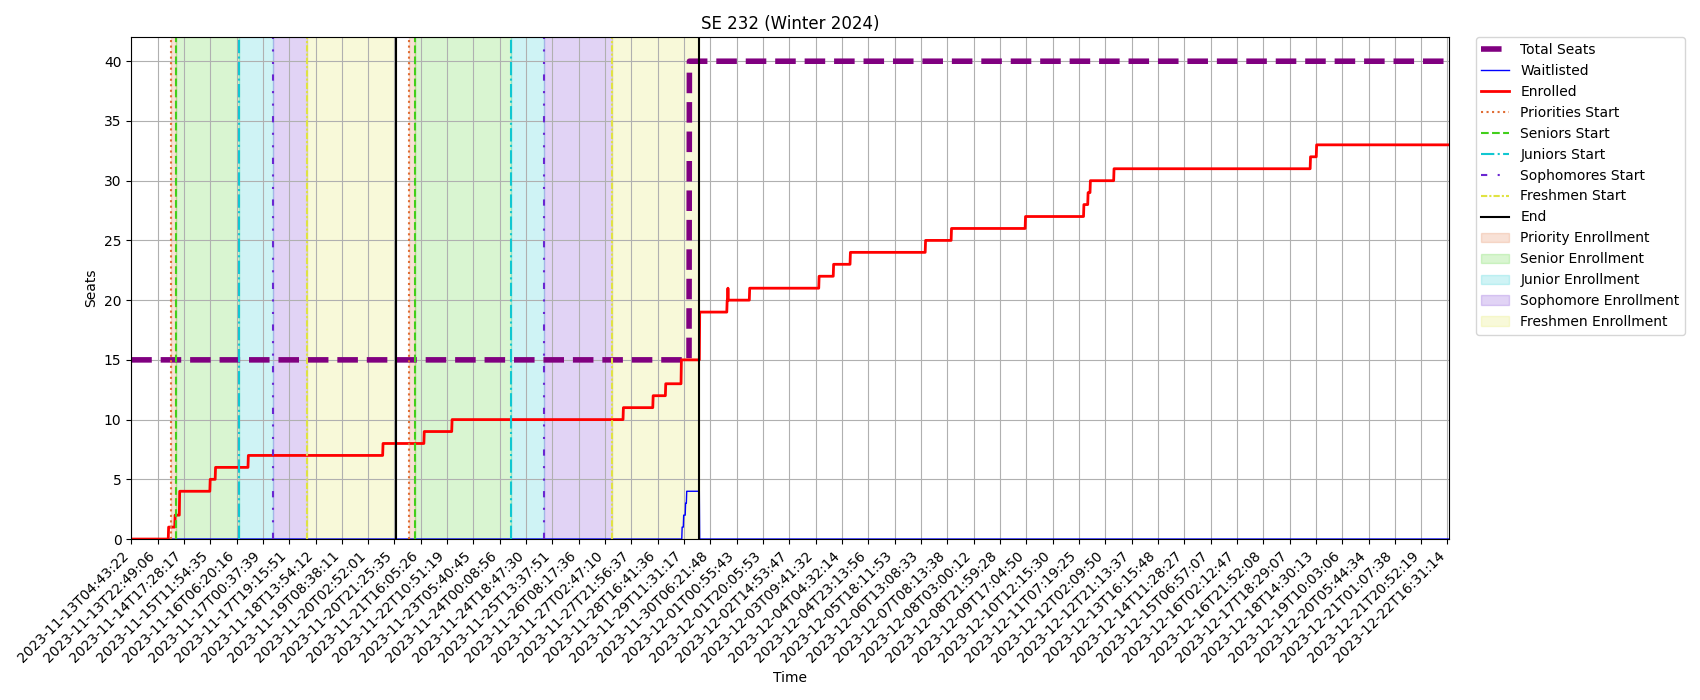 SE 232 (Winter 2024)
Seats
40
35
30
25
20
15
10
5
0
2023-11-13T04:43:22
2023-11-13T22:49:06
2023-11-14T17:28:17
2023-11-15T11:54:35
2023-11-16T06:20:16
2023-11-17T00:37:39
2023-11-17T19:15:51
2023-11-18T13:54:12
2023-11-19T08:38:11
2023-11-20T02:52:01
2023-11-20T21:25:35
2023-11-21T16:05:26
2023-11-22T10:51:19
2023-11-23T05:40:45
2023-11-24T00:08:56
2023-11-24T18:47:30
2023-11-25T13:37:51
2023-11-26T08:17:36
2023-11-27T02:47:10
2023-11-27T21:56:37
2023-11-28T16:41:36
2023-11-29T11:31:17
2023-11-30T06:21:48
2023-12-01T00:55:43
2023-12-01T20:05:53
2023-12-02T14:53:47
2023-12-03T09:41:32
2023-12-04T04:32:14
2023-12-04T23:13:56
2023-12-05T18:11:53
2023-12-06T13:08:33
2023-12-07T08:13:38
2023-12-08T03:00:12
2023-12-08T21:59:28
2023-12-09T17:04:50
2023-12-10T12:15:30
2023-12-11T07:19:25
2023-12-12T02:09:50
2023-12-12T21:13:37
2023-12-13T16:15:48
2023-12-14T11:28:27
2023-12-15T06:57:07
2023-12-16T02:12:47
2023-12-16T21:52:08
2023-12-17T18:29:07
2023-12-18T14:30:13
2023-12-19T10:03:06
2023-12-20T05:44:34
2023-12-21T01:07:38
2023-12-21T20:52:19
2023-12-22T16:31:14
Time
Total Seats
Waitlisted
Enrolled
Priorities Start
Seniors Start
Juniors Start
Sophomores Start
Freshmen Start
End
Priority Enrollment
Senior Enrollment
Junior Enrollment
Sophomore Enrollment
Freshmen Enrollment